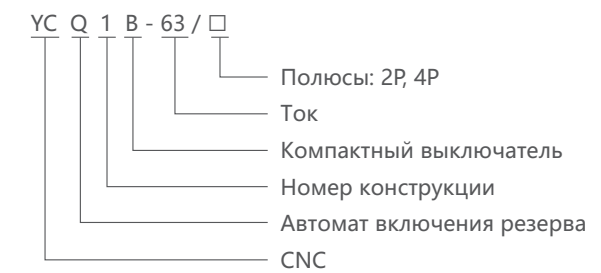 YC Q 1 B - 63 / □
Полюсы: 2P, 4P
Ток
Компактный выключатель
Номер конструкции
Автомат включения резерва
CNC